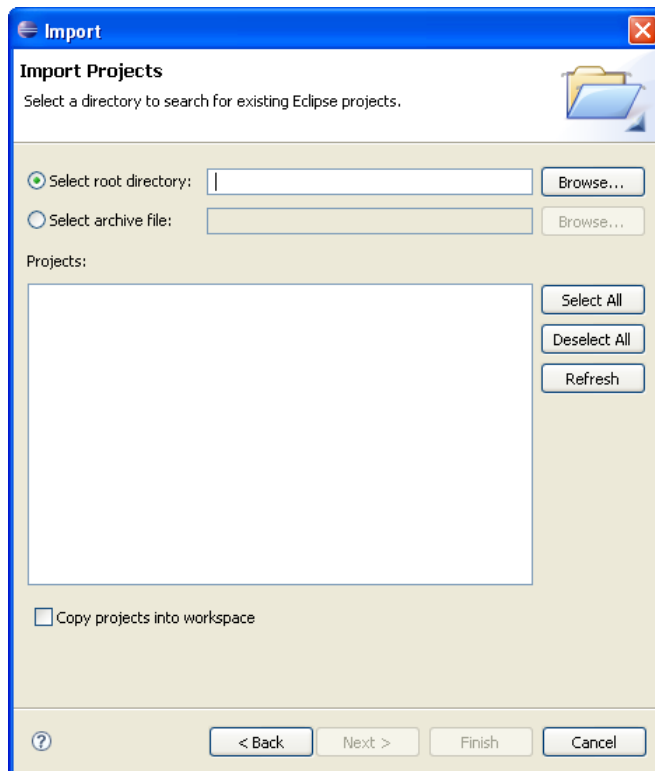 Import
Import Projects
Select a directory to search for existing Eclipse projects.
Select root directory: Browse...
Select archive file: Browse...
Projects:
Select All
Deselect All
Refresh
Copy projects into workspace
? < Back Next > Finish Cancel